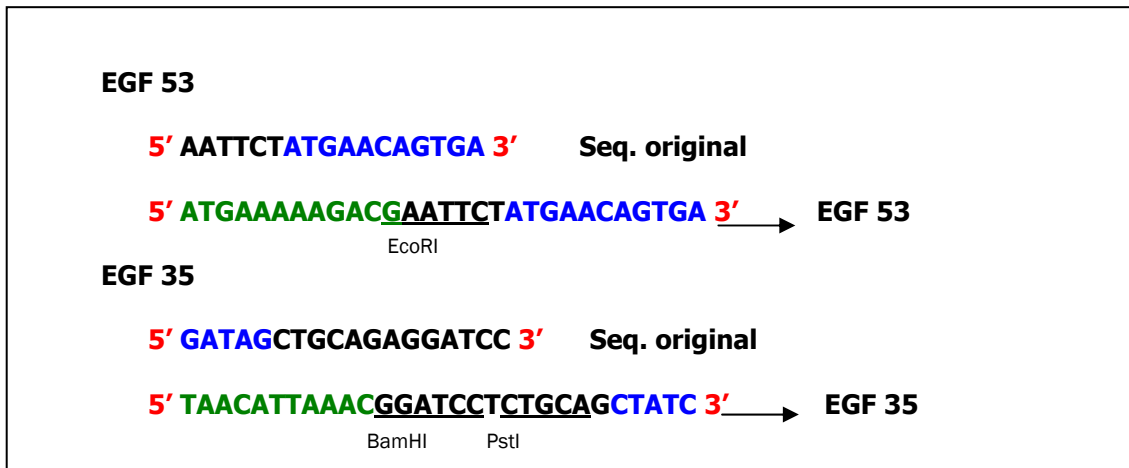 EGF 53
5’ AATTCTATGAACAGTGA 3’ Seq. original
5’ ATGAAAAAGACGAATTCTATGAACAGTGA 3’ EGF 53
EcoRI
EGF 35
5’ GATAGCTGCAGAGGATCC 3’ Seq. original
5’ TAACATTAAACGGATCCTCTGCAGCTATC 3’ EGF 35
BamHI PstI